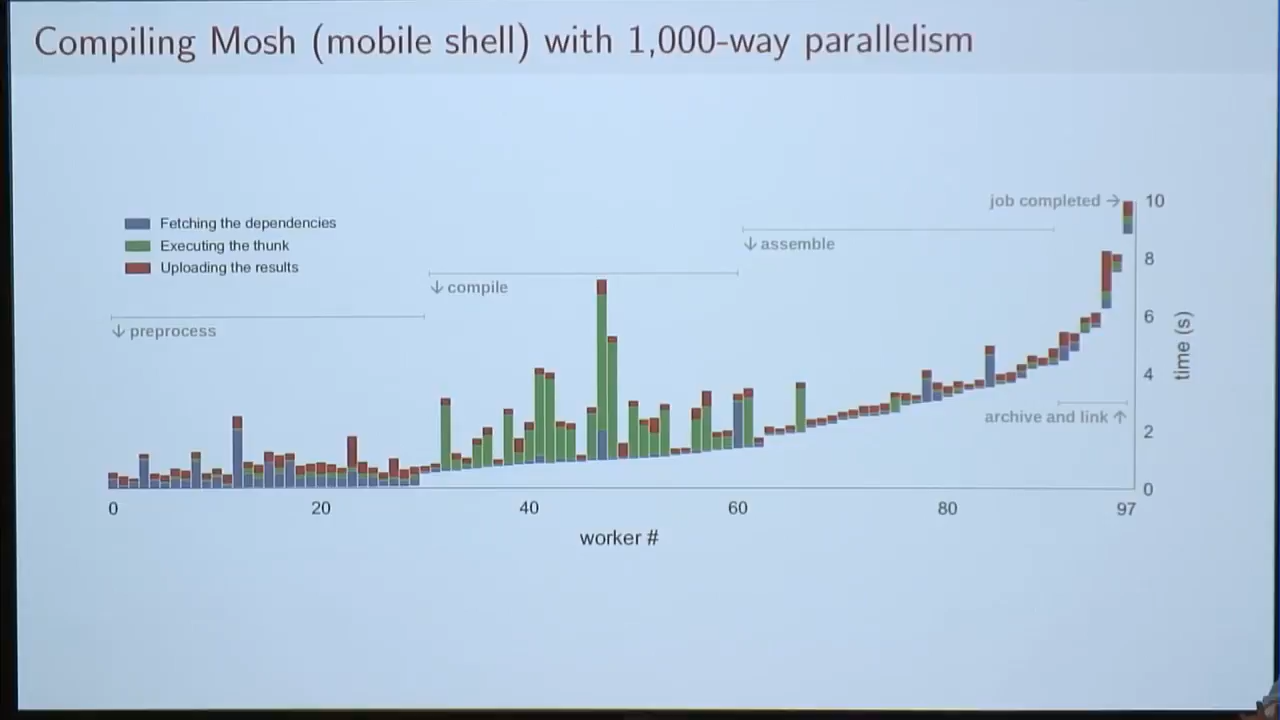 Compiling Mosh (mobile shell) with 1,000-way parallelism
job completed →
10
Fetching the dependencies
Executing the thunk
Uploading the results
↓ assemble
8
↓ compile
↓ preprocess
6
time (s)
4
archive and link ↑
2
0
0 20 40 60 80 97
worker #